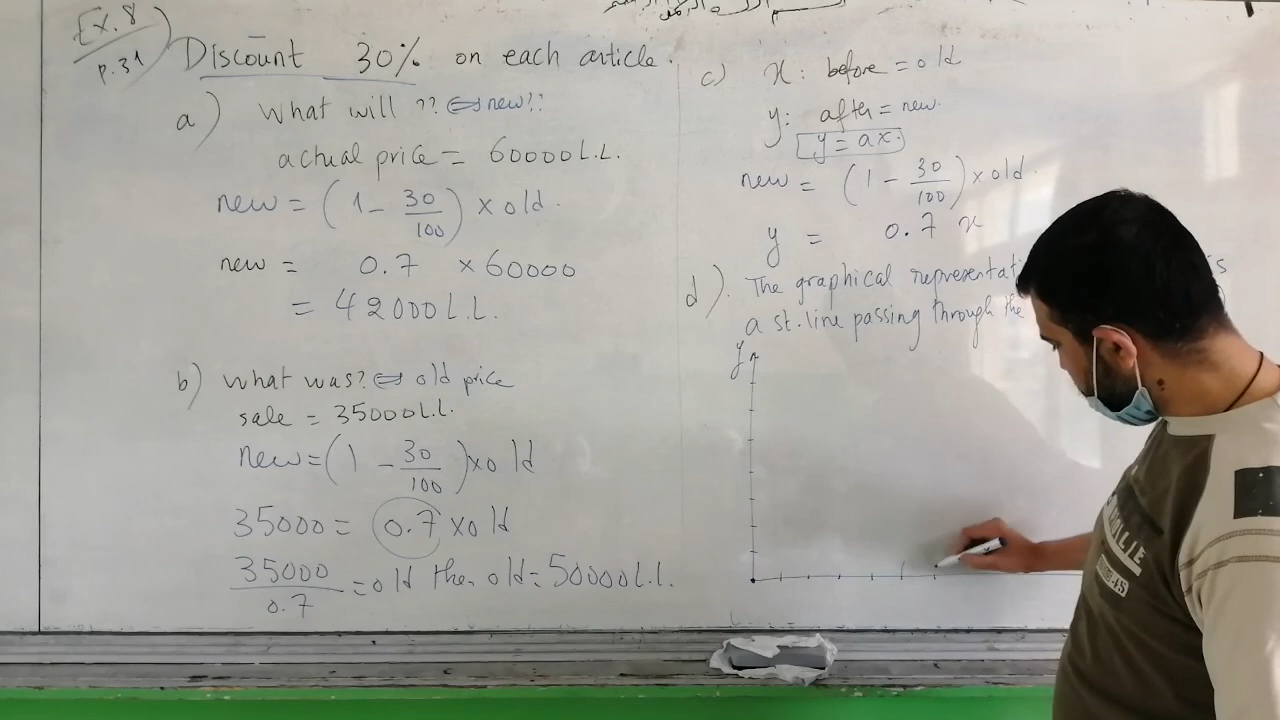 Ex.8
p.31
Discount 30% on each article.
a) What will ?? ⇔ new??
actual price = 60000 L.L.
new = (1 - 30/100) × old.
new = 0.7 × 60000
= 42000 L.L.
b) what was? ⇔ old price
sale = 35000 L.L.
new = (1 - 30/100) × old
35000 = 0.7 × old
35000/0.7 = old then old = 50000 L.L.
c) x : before = old
y : after = new.
y = ax.
new = (1 - 30/100) × old.
y = 0.7 x
d). The graphical
a st. line passing through the
y